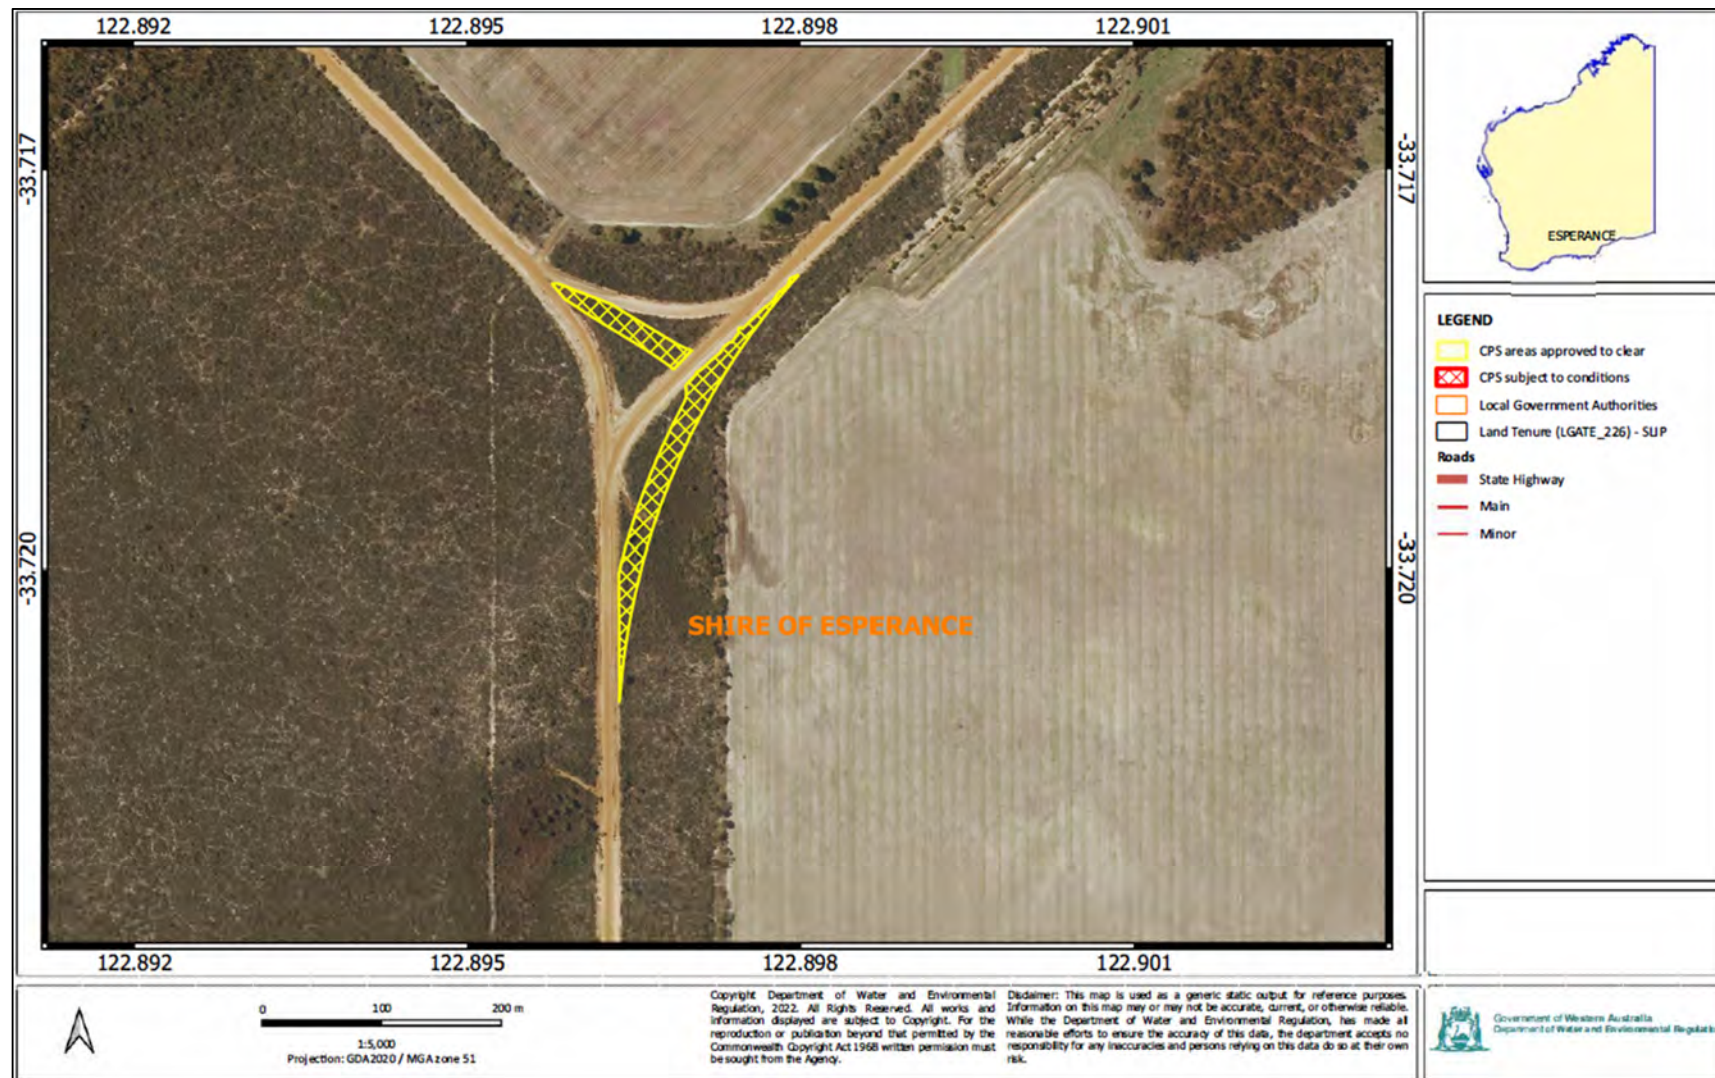 122.892 122.895 122.898 122.901
-33.717
-33.717
-33.720
-33.720
SHIRE OF ESPERANCE
122.892 122.895 122.898 122.901
ESPERANCE
LEGEND
CPS areas approved to clear
CPS subject to conditions
Local Government Authorities
Land Tenure (LGATE_226) - SLIP
Roads
State Highway
Main
Minor
0 100 200 m
1:5,000
Projection: GDA2020 / MGA zone 51
Copyright Department of Water and Environmental
Regulation, 2022. All Rights Reserved. All works and
information displayed are subject to Copyright. For the
reproduction or publication beyond that permitted by the
Commonwealth Copyright Act 1968 written permission must
be sought from the Agency.
Disclaimer: This map is used as a generic static output for reference purposes.
Information on this map may or may not be accurate, current, or otherwise reliable.
While the Department of Water and Environmental Regulation, has made all
reasonable efforts to ensure the accuracy of this data, the department accepts no
responsibility for any inaccuracies and persons relying on this data do so at their own
risk.
Government of Western Australia
Department of Water and Environmental Regulatio